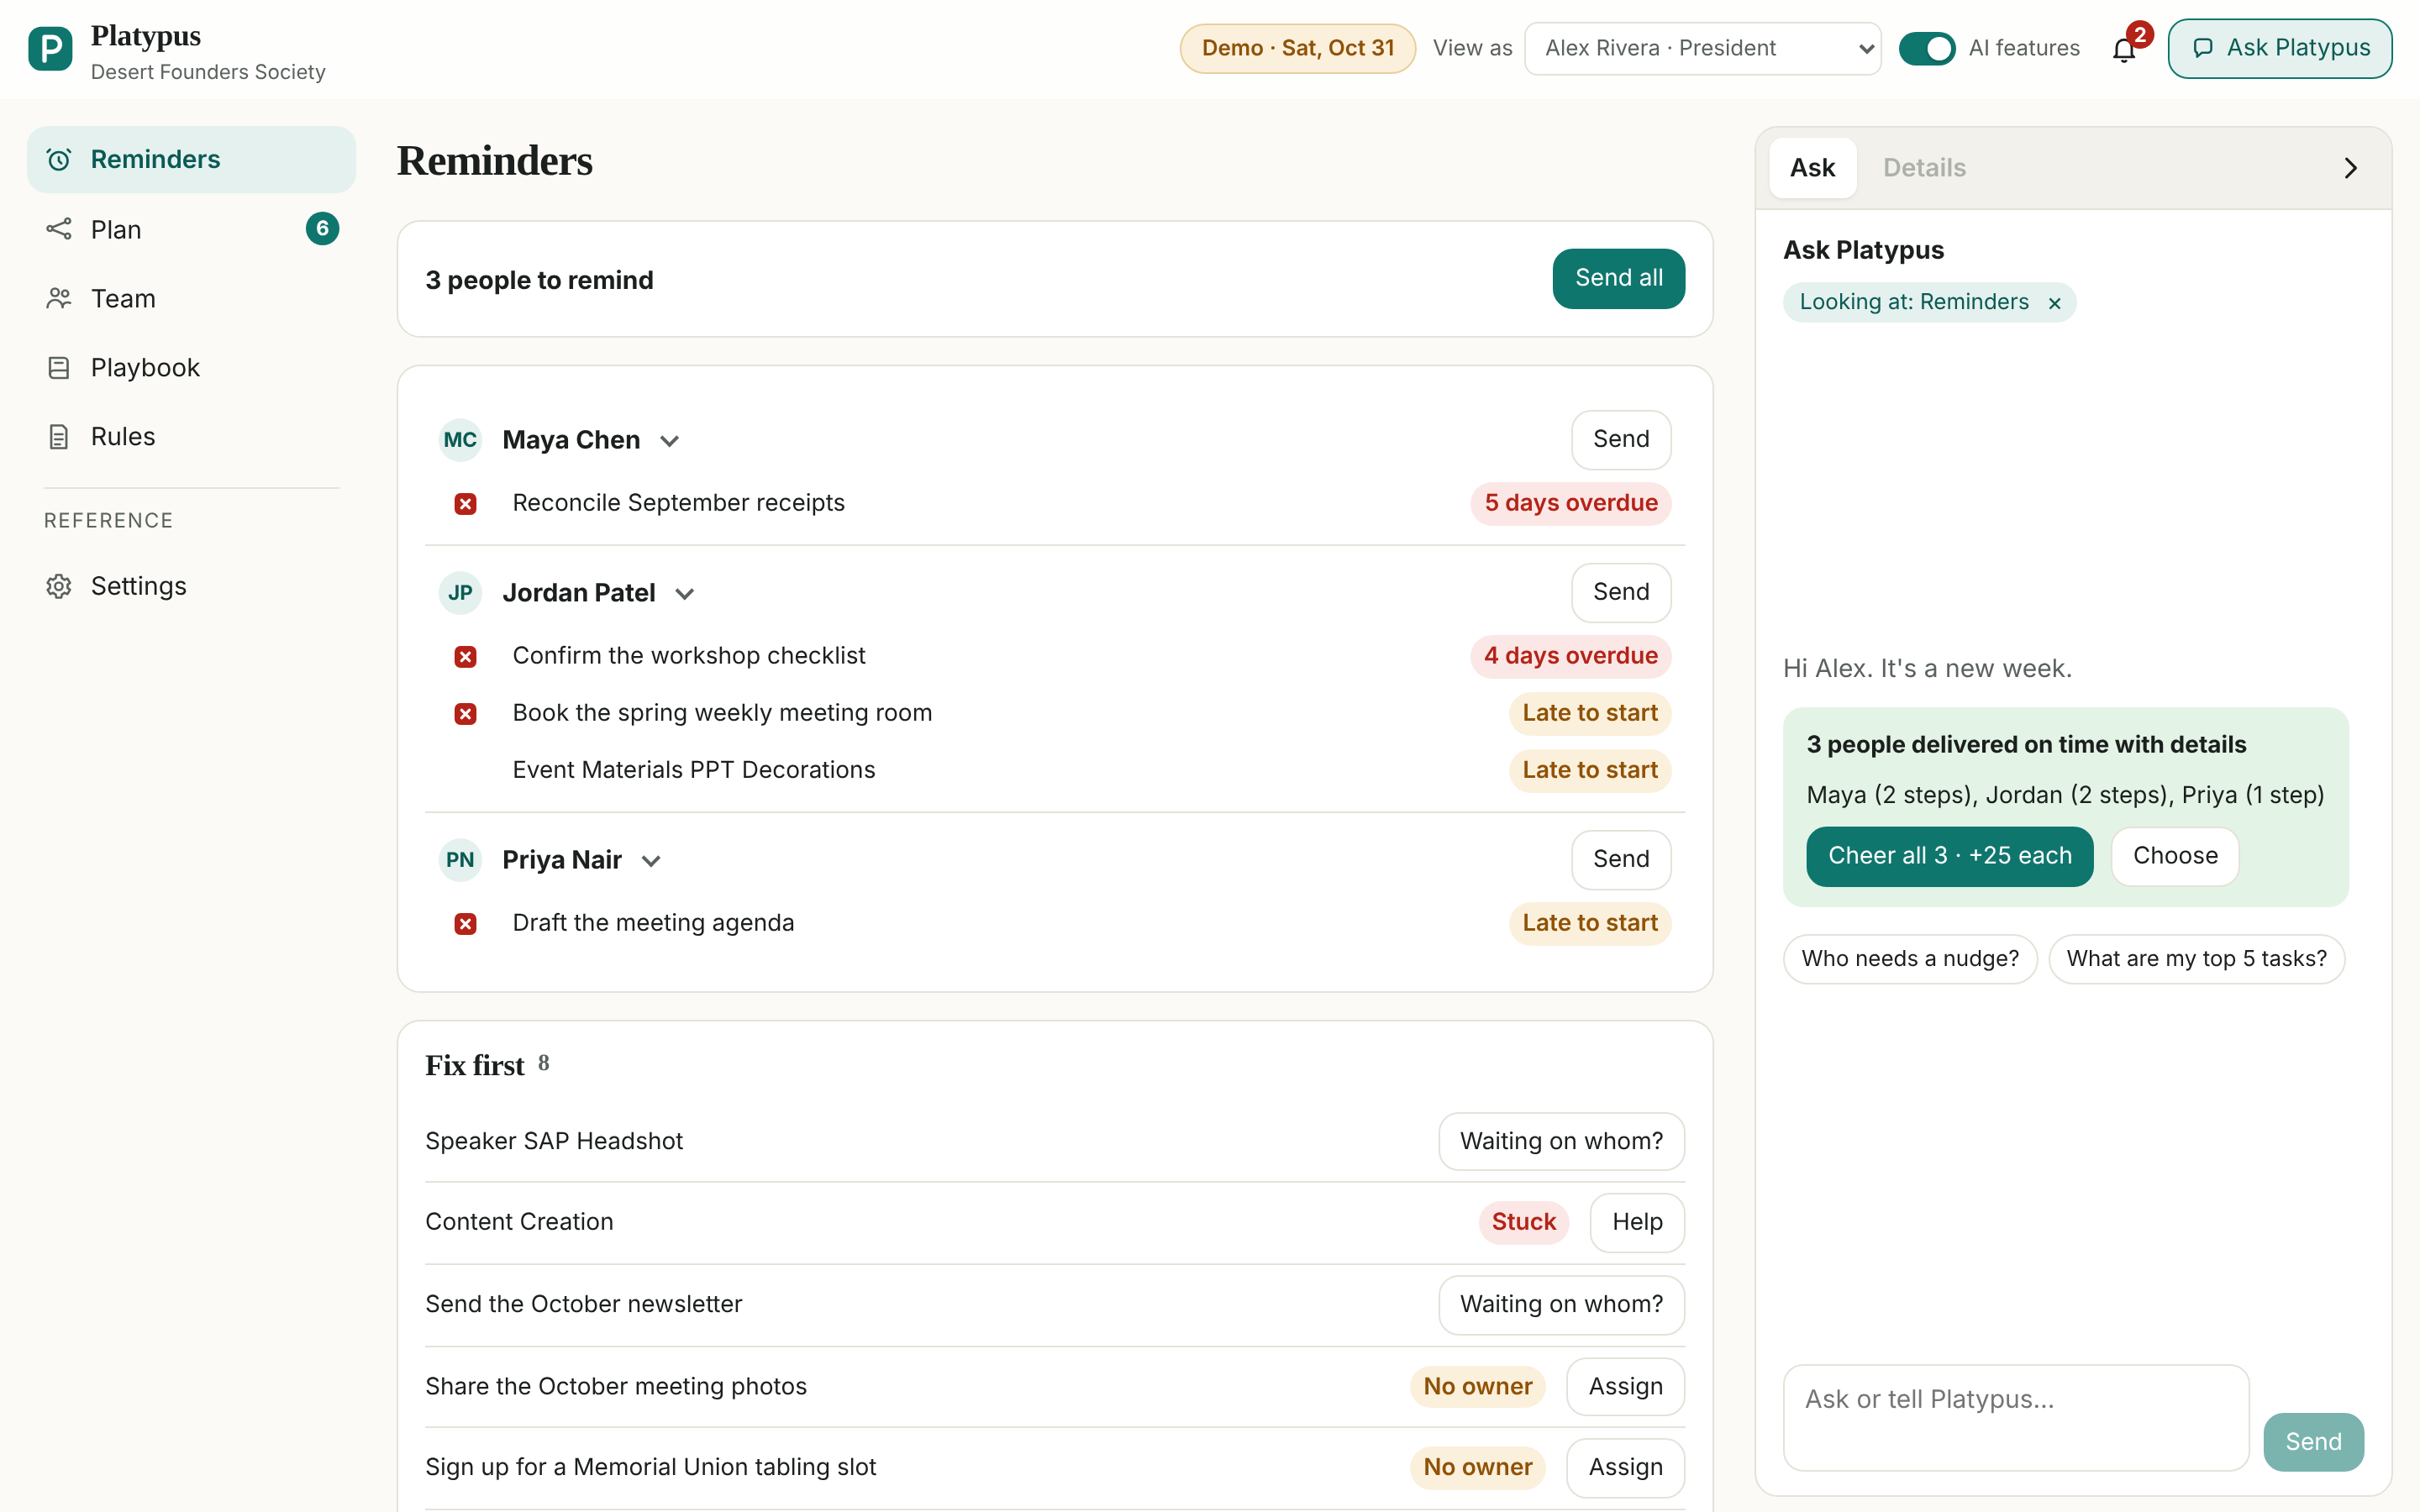 P
Platypus
Desert Founders Society
Demo · Sat, Oct 31
View as
Alex Rivera · President
AI features
2
Ask Platypus
Reminders
Plan
6
Team
Playbook
Rules
REFERENCE
Settings
Reminders
3 people to remind
Send all
MC
Maya Chen
Send
Reconcile September receipts
5 days overdue
JP
Jordan Patel
Send
Confirm the workshop checklist
4 days overdue
Book the spring weekly meeting room
Late to start
Event Materials PPT Decorations
Late to start
PN
Priya Nair
Send
Draft the meeting agenda
Late to start
Fix first 8
Speaker SAP Headshot
Waiting on whom?
Content Creation
Stuck
Help
Send the October newsletter
Waiting on whom?
Share the October meeting photos
No owner
Assign
Sign up for a Memorial Union tabling slot
No owner
Assign
Ask
Details
Ask Platypus
Looking at: Reminders ×
Hi Alex. It's a new week.
3 people delivered on time with details
Maya (2 steps), Jordan (2 steps), Priya (1 step)
Cheer all 3 · +25 each
Choose
Who needs a nudge?
What are my top 5 tasks?
Ask or tell Platypus...
Send